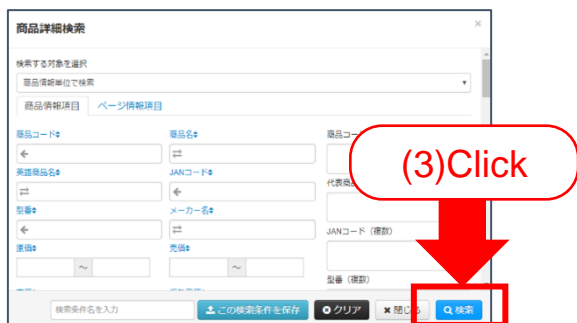 商品詳細検索
×
検索する対象を選択
商品情報単位で検索
商品情報項目 ページ情報項目
商品コード 商品名 商品コー
英語商品名 JANコード 代表商
型番 メーカー名
JANコード（複数）
原価 売価
～ ～
型番（複数）
検索条件名を入力 この検索条件を保存 クリア 閉じ 検索
(3)Click